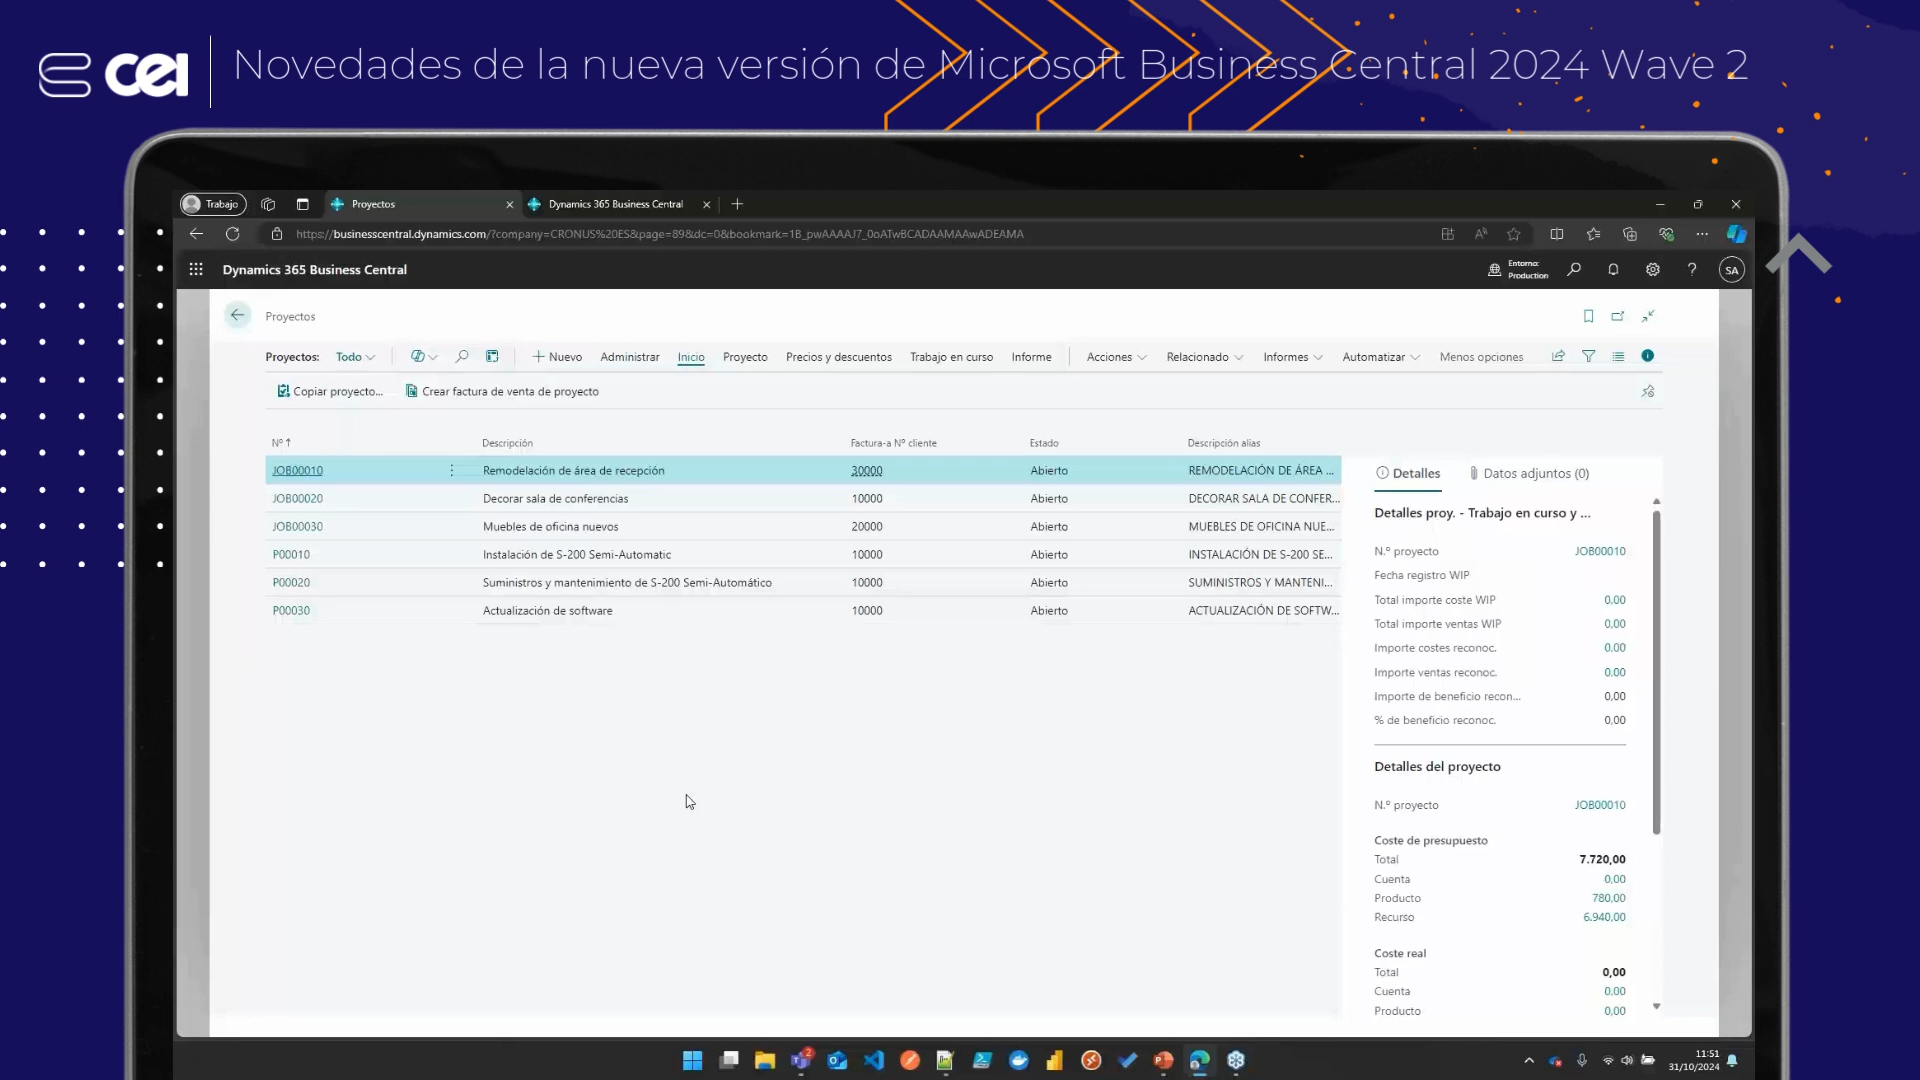 cei
Novedades de la nueva versión de Microsoft Business Central 2024 Wave 2
Trabajo
Proyectos
Dynamics 365 Business Central
https://businesscentral.dynamics.com/?company=CRONUS%20ES&page=89&dc=0&bookmark=1B_pwAAAAJ7_0oATwBCADAAMAAwADEAMA
Dynamics 365 Business Central
Entorno:
Production
SA
Proyectos
Proyectos: Todo
Nuevo Administrar Inicio Proyecto Precios y descuentos Trabajo en curso Informe Acciones Relacionado Informes Automatizar Menos opciones
Copiar proyecto... Crear factura de venta de proyecto
Nº ↑ Descripción Factura-a Nº cliente Estado Descripción alias
JOB00010 Remodelación de área de recepción 30000 Abierto REMODELACIÓN DE ÁREA ...
JOB00020 Decorar sala de conferencias 10000 Abierto DECORAR SALA DE CONFER...
JOB00030 Muebles de oficina nuevos 20000 Abierto MUEBLES DE OFICINA NUE...
P00010 Instalación de S-200 Semi-Automatic 10000 Abierto INSTALACIÓN DE S-200 SE...
P00020 Suministros y mantenimiento de S-200 Semi-Automático 10000 Abierto SUMINISTROS Y MANTENI...
P00030 Actualización de software 10000 Abierto ACTUALIZACIÓN DE SOFTW...
Detalles Datos adjuntos (0)
Detalles proy. - Trabajo en curso y ...
N.º proyecto JOB00010
Fecha registro WIP
Total importe coste WIP 0,00
Total importe ventas WIP 0,00
Importe costes reconoc. 0,00
Importe ventas reconoc. 0,00
Importe de beneficio recon... 0,00
% de beneficio reconoc. 0,00
Detalles del proyecto
N.º proyecto JOB00010
Coste de presupuesto
Total 7.720,00
Cuenta 0,00
Producto 780,00
Recurso 6.940,00
Coste real
Total 0,00
Cuenta 0,00
Producto 0,00
2
11:51
31/10/2024